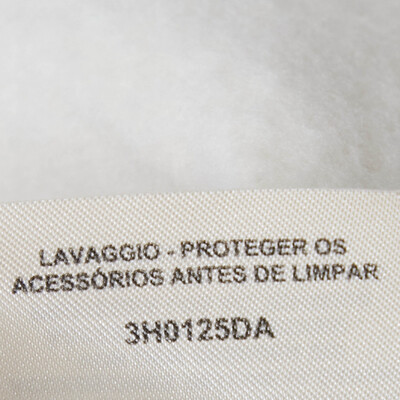 LAVAGGIO - PROTEGER OS
ACESSÓRIOS ANTES DE LIMPAR
3H0125DA